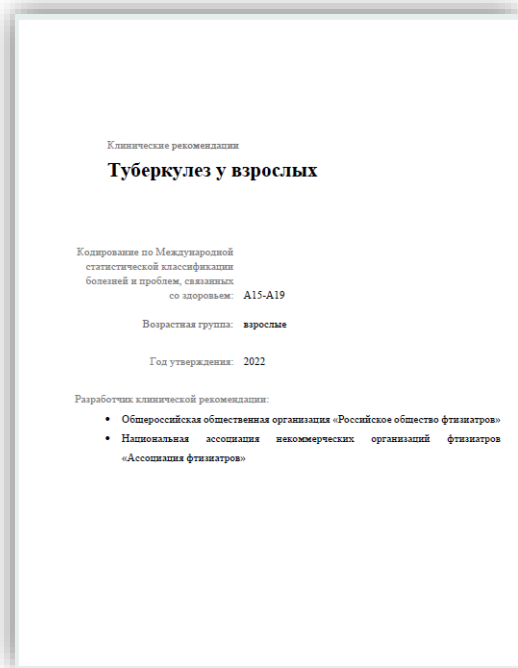 Клинические рекомендации
Туберкулез у взрослых
Кодирование по Международной
статистической классификации
болезней и проблем, связанных
со здоровьем: A15-A19
Возрастная группа: взрослые
Год утверждения: 2022
Разработчик клинической рекомендации:
• Общероссийская общественная организация «Российское общество фтизиатров»
• Национальная ассоциация некоммерческих организаций фтизиатров
«Ассоциация фтизиатров»